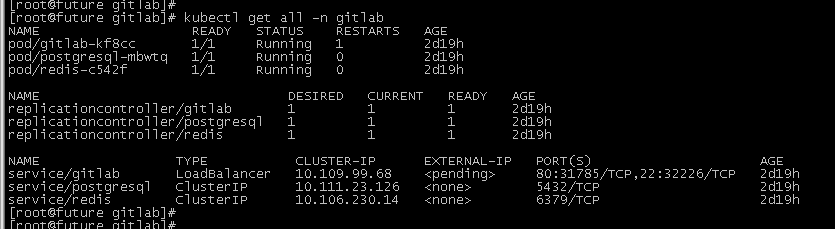 [root@future gitlab]#
[root@future gitlab]# kubectl get all -n gitlab
NAME READY STATUS RESTARTS AGE
pod/gitlab-kf8cc 1/1 Running 1 2d19h
pod/postgresql-mbwtq 1/1 Running 0 2d19h
pod/redis-c542f 1/1 Running 0 2d19h
NAME DESIRED CURRENT READY AGE
replicationcontroller/gitlab 1 1 1 2d19h
replicationcontroller/postgresql 1 1 1 2d19h
replicationcontroller/redis 1 1 1 2d19h
NAME TYPE CLUSTER-IP EXTERNAL-IP PORT(S) AGE
service/gitlab LoadBalancer 10.109.99.68 <pending> 80:31785/TCP,22:32226/TCP 2d19h
service/postgresql ClusterIP 10.111.23.126 <none> 5432/TCP 2d19h
service/redis ClusterIP 10.106.230.14 <none> 6379/TCP 2d19h
[root@future gitlab]#
[root@future gitlab]#